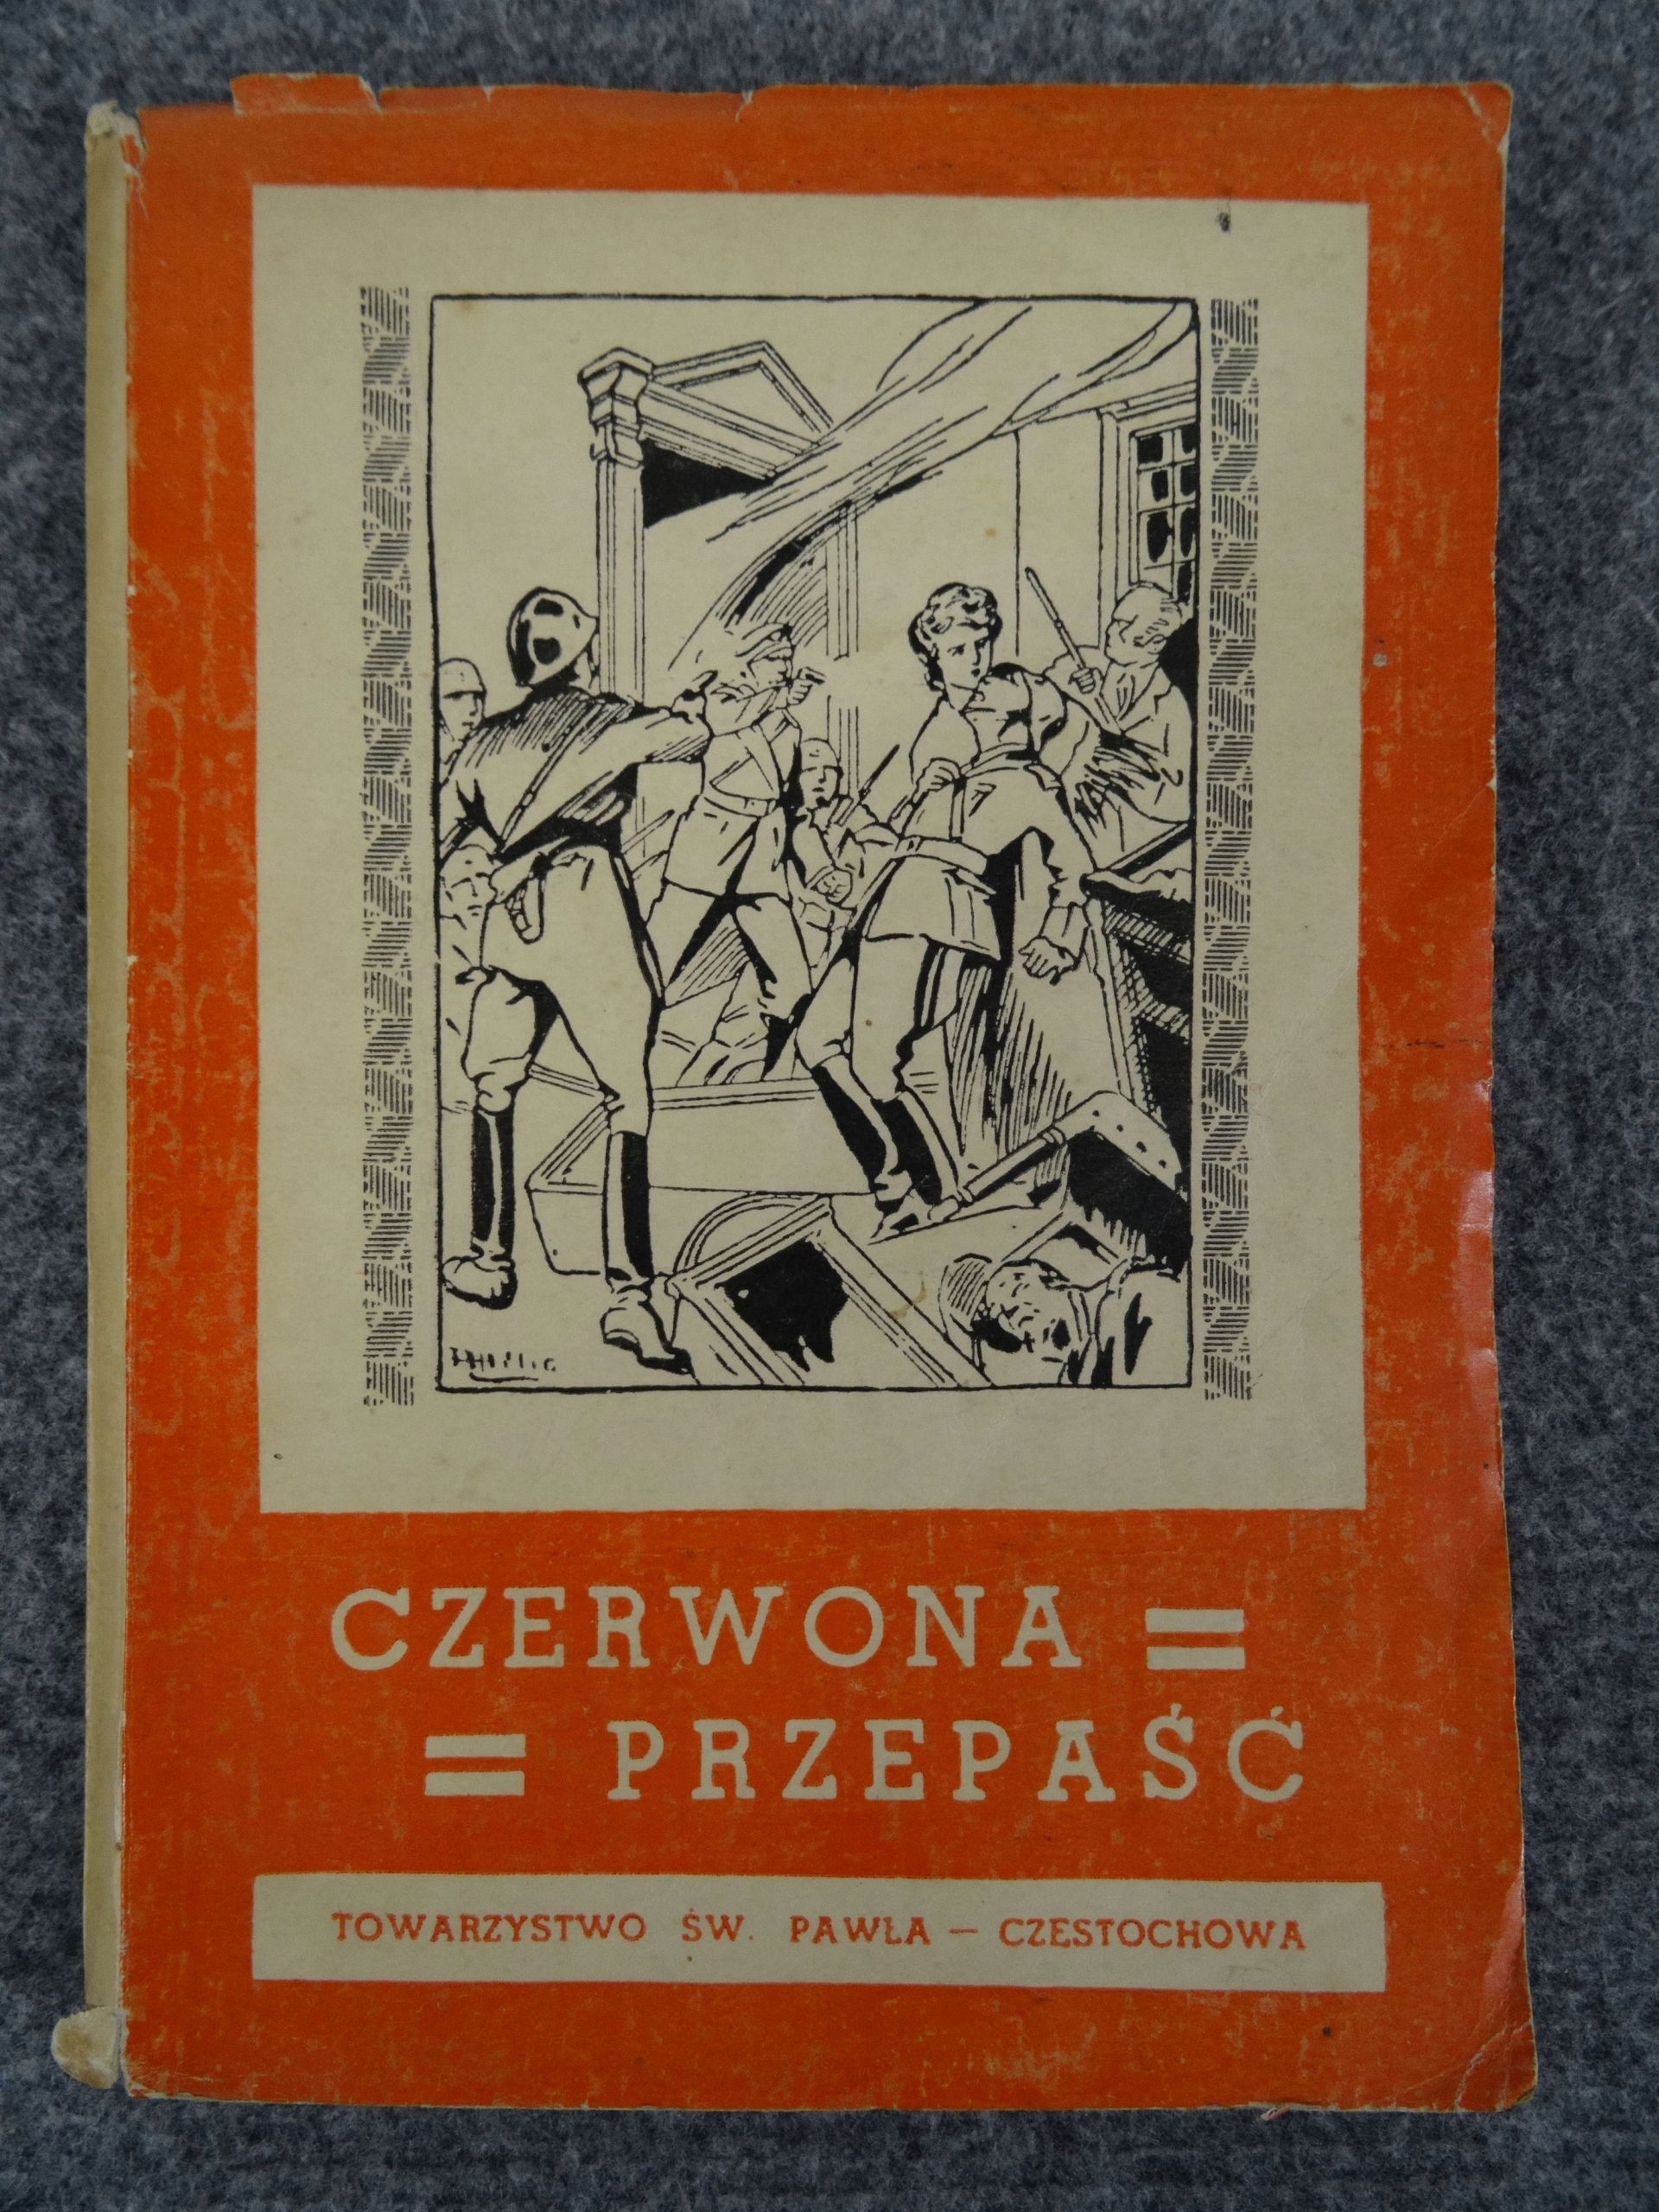 CZERWONA =
= PRZEPAŚĆ
TOWARZYSTWO ŚW. PAWŁA – CZESTOCHOWA